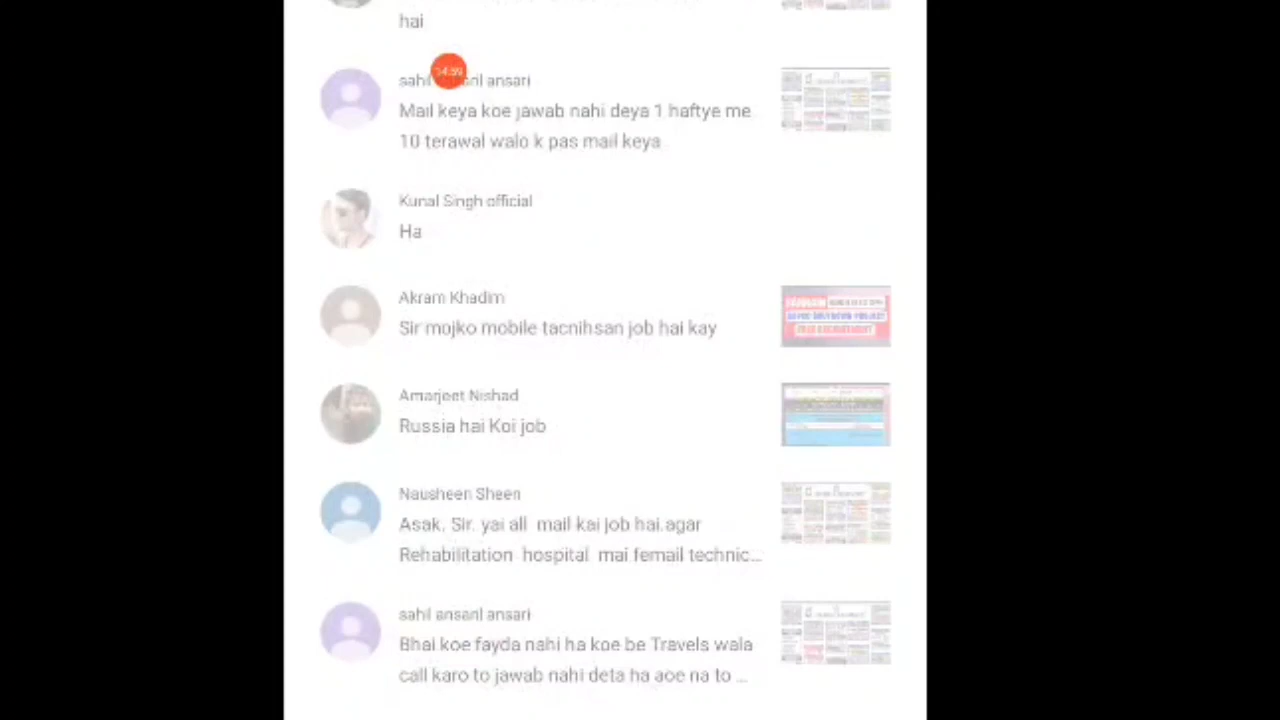 hai
sahil ansari ansari
Mail keya koe jawab nahi deya 1 haftye me
10 terawal walo k pas mail keya
Kunal Singh official
Ha
Akram Khadim
Sir mojko mobile tacnihsan job hai kay
Amarjeet Nishad
Russia hai Koi job
Nausheen Sheen
Asak. Sir. yai all mail kai job hai.agar
Rehabilitation hospital mai femail technic...
sahil ansari ansari
Bhai koe fayda nahi ha koe be Travels wala
call karo to jawab nahi deta ha aoe na to ...